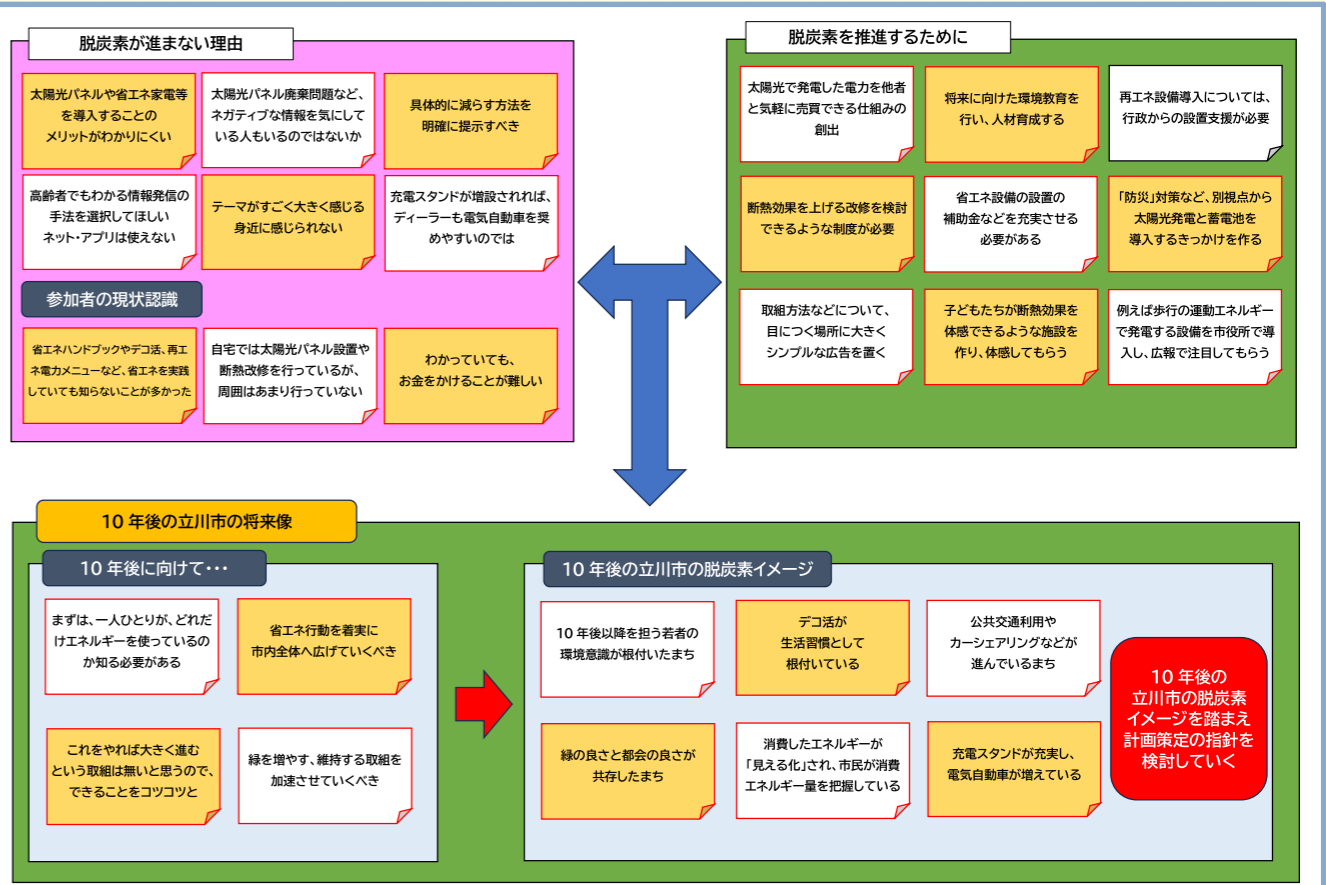 脱炭素が進まない理由
太陽光パネルや省エネ家電等
を導入することの
メリットがわかりにくい
太陽光パネル廃棄問題など、
ネガティブな情報を気にして
いる人もいるのではないか
具体的に減らす方法を
明確に提示すべき
高齢者でもわかる情報発信の
手法を選択してほしい
ネット・アプリは使えない
テーマがすごく大きく感じる
身近に感じられない
充電スタンドが増設されれば、
ディーラーも電気自動車を奨
めやすいのでは
参加者の現状認識
省エネハンドブックやデコ活、再エ
ネ電力メニューなど、省エネを実践
していても知らないことが多かった
自宅では太陽光パネル設置や
断熱改修を行っているが、
周囲はあまり行っていない
わかっていても、
お金をかけることが難しい
脱炭素を推進するために
太陽光で発電した電力を他者
と気軽に売買できる仕組みの
創出
将来に向けた環境教育を
行い、人材育成する
再エネ設備導入については、
行政からの設置支援が必要
断熱効果を上げる改修を検討
できるような制度が必要
省エネ設備の設置の
補助金などを充実させる
必要がある
「防災」対策など、別視点から
太陽光発電と蓄電池を
導入するきっかけを作る
取組方法などについて、
目につく場所に大きく
シンプルな広告を置く
子どもたちが断熱効果を
体感できるような施設を
作り、体感してもらう
例えば歩行の運動エネルギー
で発電する設備を市役所で導
入し、広報で注目してもらう
10 年後の立川市の将来像
10 年後に向けて・・・
まずは、一人ひとりが、どれだ
けエネルギーを使っているの
か知る必要がある
省エネ行動を着実に
市内全体へ広げていくべき
これをやれば大きく進む
という取組は無いと思うので、
できることをコツコツと
緑を増やす、維持する取組を
加速させていくべき
10 年後の立川市の脱炭素イメージ
10 年後以降を担う若者の
環境意識が根付いたまち
デコ活が
生活習慣として
根付いている
公共交通利用や
カーシェアリングなどが
進んでいるまち
緑の良さと都会の良さが
共存したまち
消費したエネルギーが
「見える化」され、市民が消費
エネルギー量を把握している
充電スタンドが充実し、
電気自動車が増えている
10 年後の
立川市の脱炭素
イメージを踏まえ
計画策定の指針を
検討していく